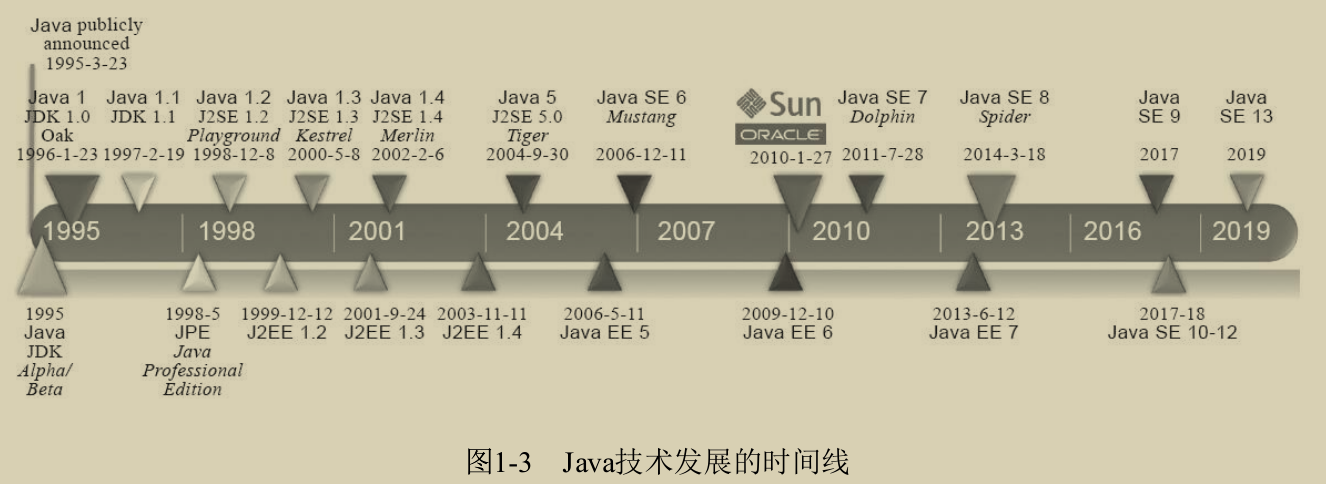 Java publicly
announced
1995-3-23
Java 1
JDK 1.0
Oak
1996-1-23
Java 1.1
JDK 1.1
1997-2-19
Java 1.2
J2SE 1.2
Playground
1998-12-8
Java 1.3
J2SE 1.3
Kestrel
2000-5-8
Java 1.4
J2SE 1.4
Merlin
2002-2-6
Java 5
J2SE 5.0
Tiger
2004-9-30
Java SE 6
Mustang
2006-12-11
Sun
ORACLE
2010-1-27
Java SE 7
Dolphin
2011-7-28
Java SE 8
Spider
2014-3-18
Java
SE 9
2017
Java
SE 13
2019
1995
1998
2001
2004
2007
2010
2013
2016
2019
1995
Java
JDK
Alpha/
Beta
1998-5
JPE
Java
Professional
Edition
1999-12-12
J2EE 1.2
2001-9-24
J2EE 1.3
2003-11-11
J2EE 1.4
2006-5-11
Java EE 5
2009-12-10
Java EE 6
2013-6-12
Java EE 7
2017-18
Java SE 10-12
图1-3 Java技术发展的时间线